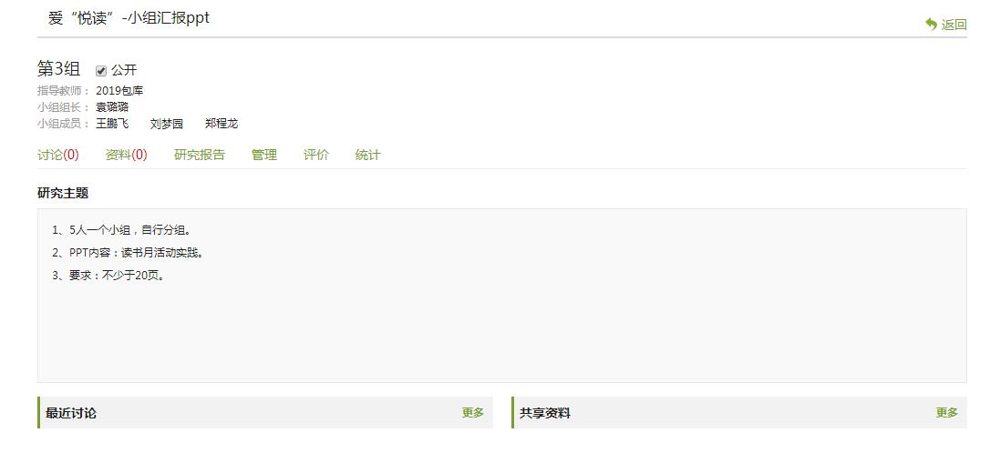 爱“悦读”-小组汇报ppt
返回
第3组 公开
指导教师： 2019包库
小组组长： 袁璐璐
小组成员： 王鹏飞 刘梦园 郑程龙
讨论(0) 资料(0) 研究报告 管理 评价 统计
研究主题
1、5人一个小组，自行分组。
2、PPT内容：读书月活动实践。
3、要求：不少于20页。
最近讨论 更多 共享资料 更多